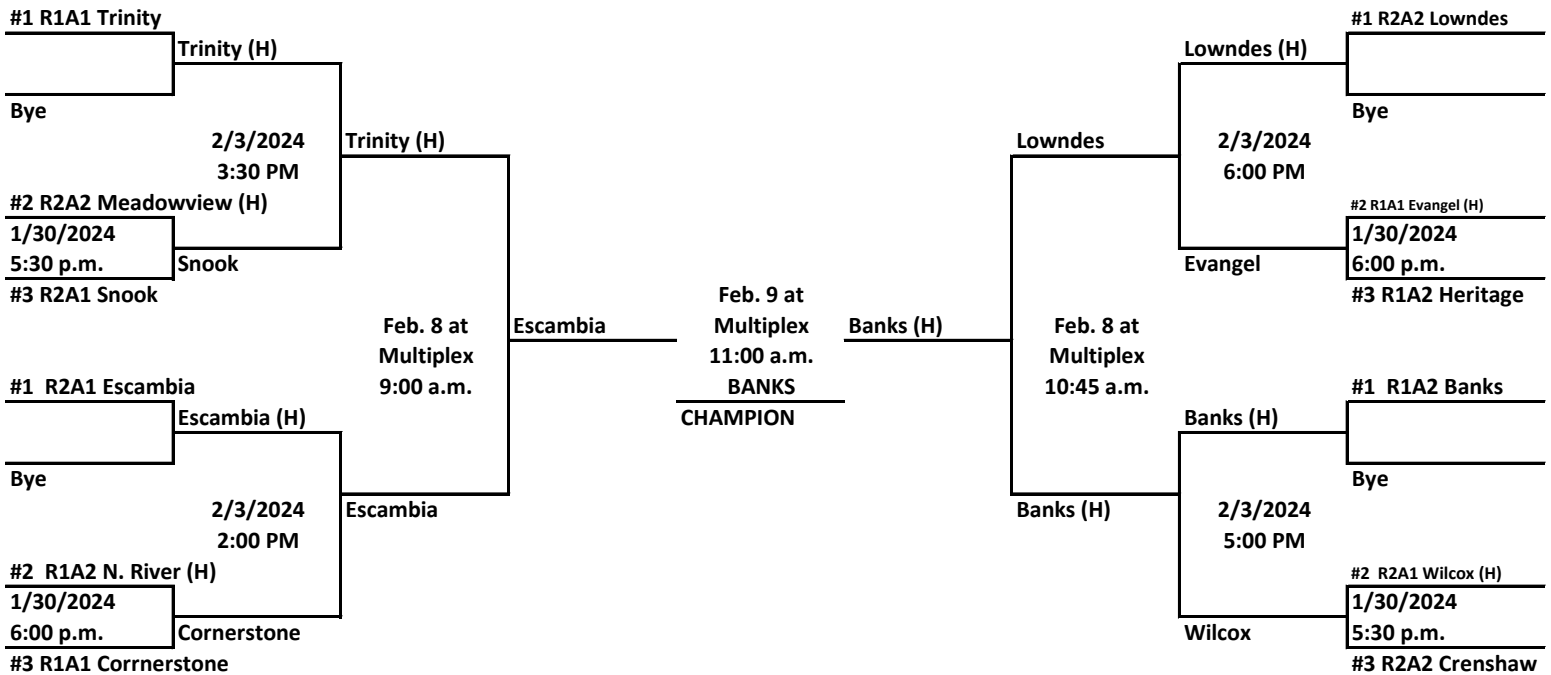 #1 R1A1 Trinity
Trinity (H)
Bye
2/3/2024
3:30 PM
Trinity (H)
#2 R2A2 Meadowview (H)
1/30/2024
5:30 p.m.
Snook
#3 R2A1 Snook
Feb. 8 at
Multiplex
9:00 a.m.
Escambia
#1 R2A1 Escambia
Escambia (H)
Bye
2/3/2024
2:00 PM
Escambia
#2 R1A2 N. River (H)
1/30/2024
6:00 p.m.
Cornerstone
#3 R1A1 Corrnerstone
Feb. 9 at
Multiplex
11:00 a.m.
BANKS
CHAMPION
#1 R2A2 Lowndes
Lowndes (H)
Bye
Lowndes
2/3/2024
6:00 PM
#2 R1A1 Evangel (H)
1/30/2024
6:00 p.m.
Evangel
#3 R1A2 Heritage
Banks (H)
Feb. 8 at
Multiplex
10:45 a.m.
#1 R1A2 Banks
Banks (H)
Bye
Banks (H)
2/3/2024
5:00 PM
#2 R2A1 Wilcox (H)
1/30/2024
5:30 p.m.
Wilcox
#3 R2A2 Crenshaw